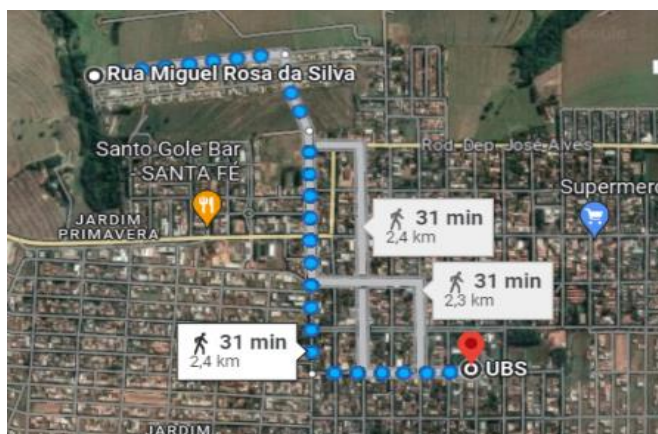 Rua Miguel Rosa da Silva
Santo Gole Bar
- SANTA FÉ
Rod. Dep. José Alves
Supermerc
JARDIM
PRIMAVERA
31 min
2,4 km
31 min
2,3 km
31 min
2,4 km
UBS
JARDIM